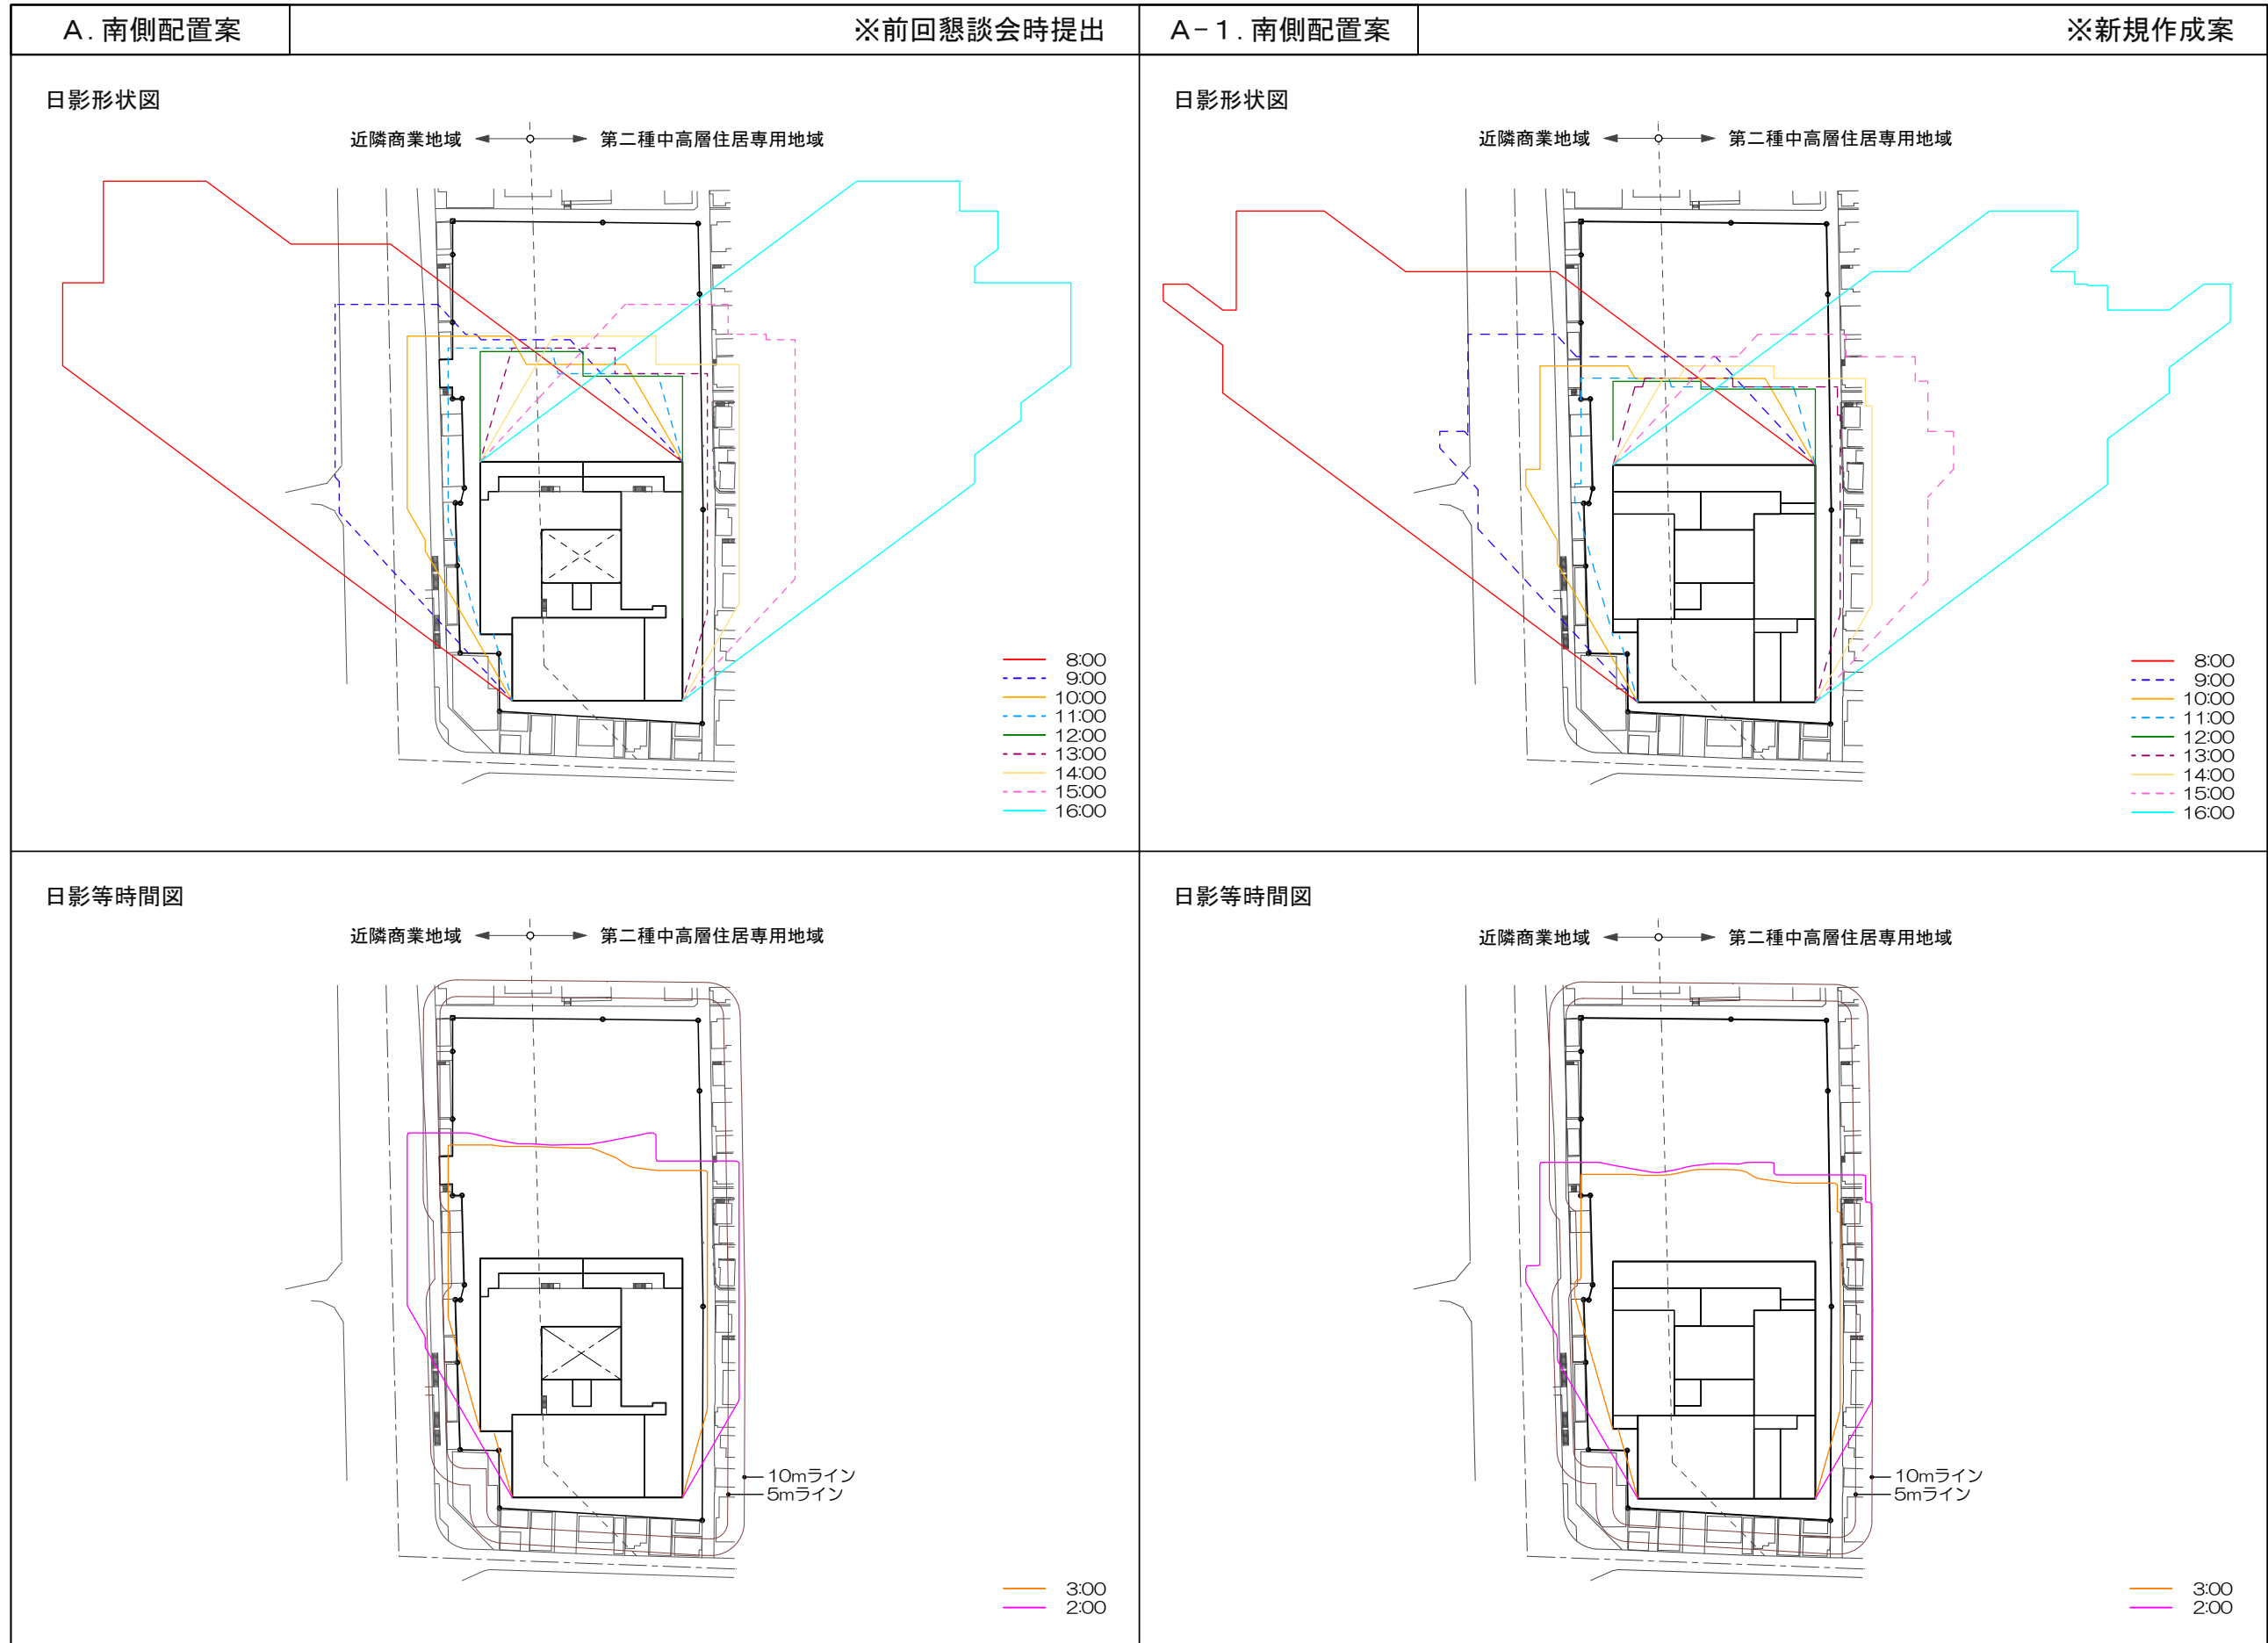 A. 南側配置案
※前回懇談会時提出
日影形状図
近隣商業地域
第二種中高層住居専用地域
8:00
9:00
10:00
11:00
12:00
13:00
14:00
15:00
16:00
A-1. 南側配置案
※新規作成案
日影形状図
近隣商業地域
第二種中高層住居専用地域
8:00
9:00
10:00
11:00
12:00
13:00
14:00
15:00
16:00
日影等時間図
近隣商業地域
第二種中高層住居専用地域
10mライン
5mライン
3:00
2:00
日影等時間図
近隣商業地域
第二種中高層住居専用地域
10mライン
5mライン
3:00
2:00